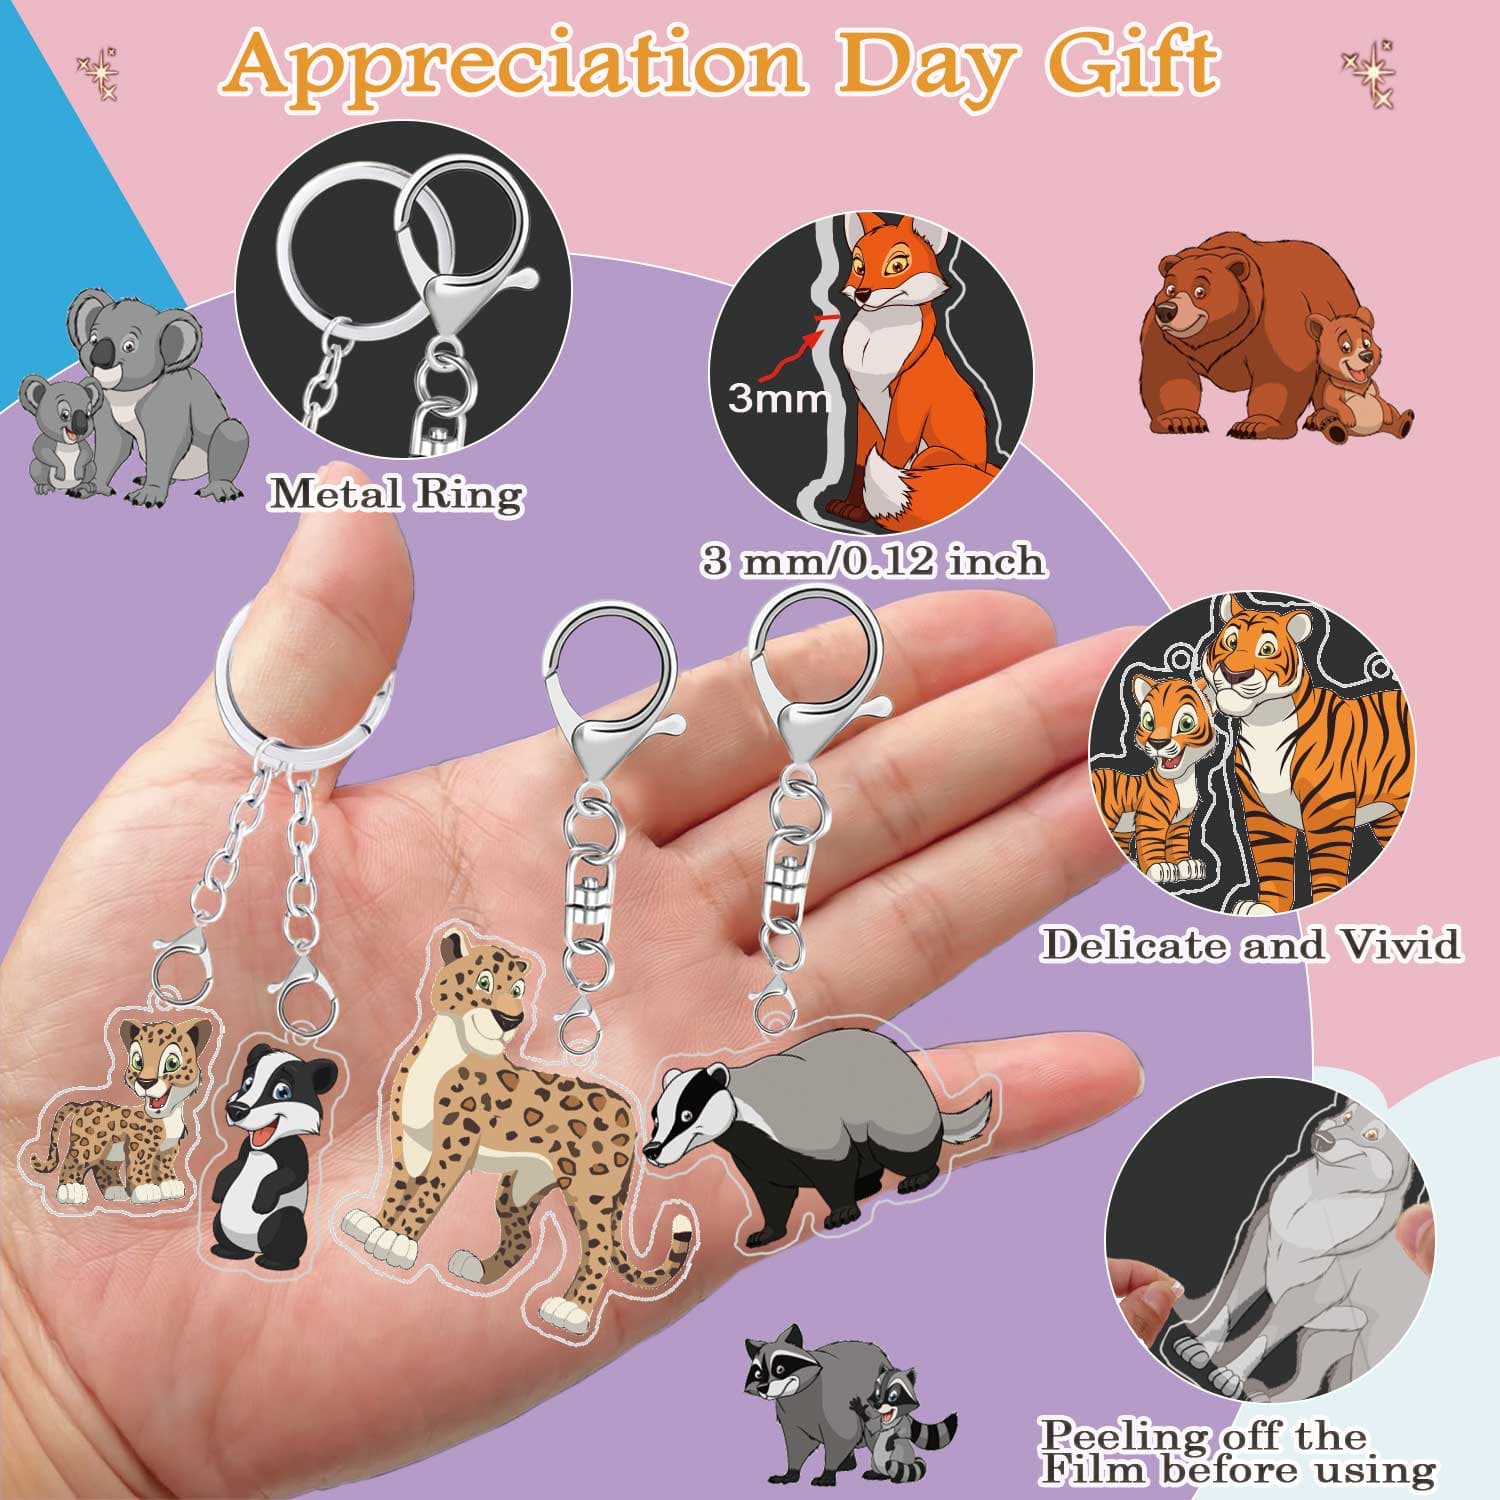 Appreciation Day Gift
Metal Ring
3mm
3 mm/0.12 inch
Delicate and Vivid
Peeling off the
Film before using